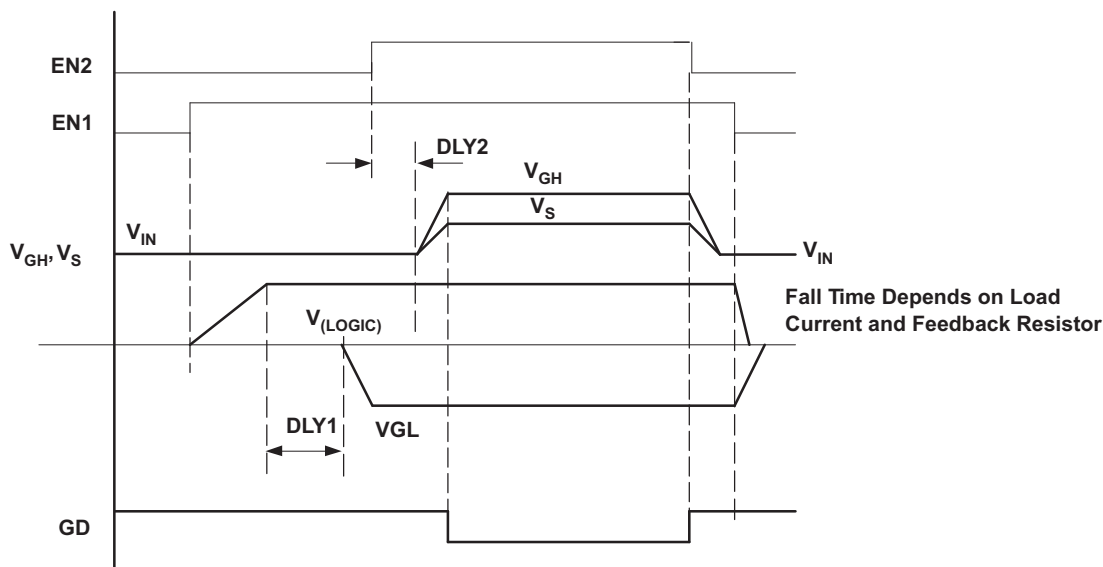 EN2
EN1
DLY2
V_GH
V_S
V_IN
V_GH, V_S
V_IN
Fall Time Depends on Load
Current and Feedback Resistor
V_(LOGIC)
DLY1
VGL
GD